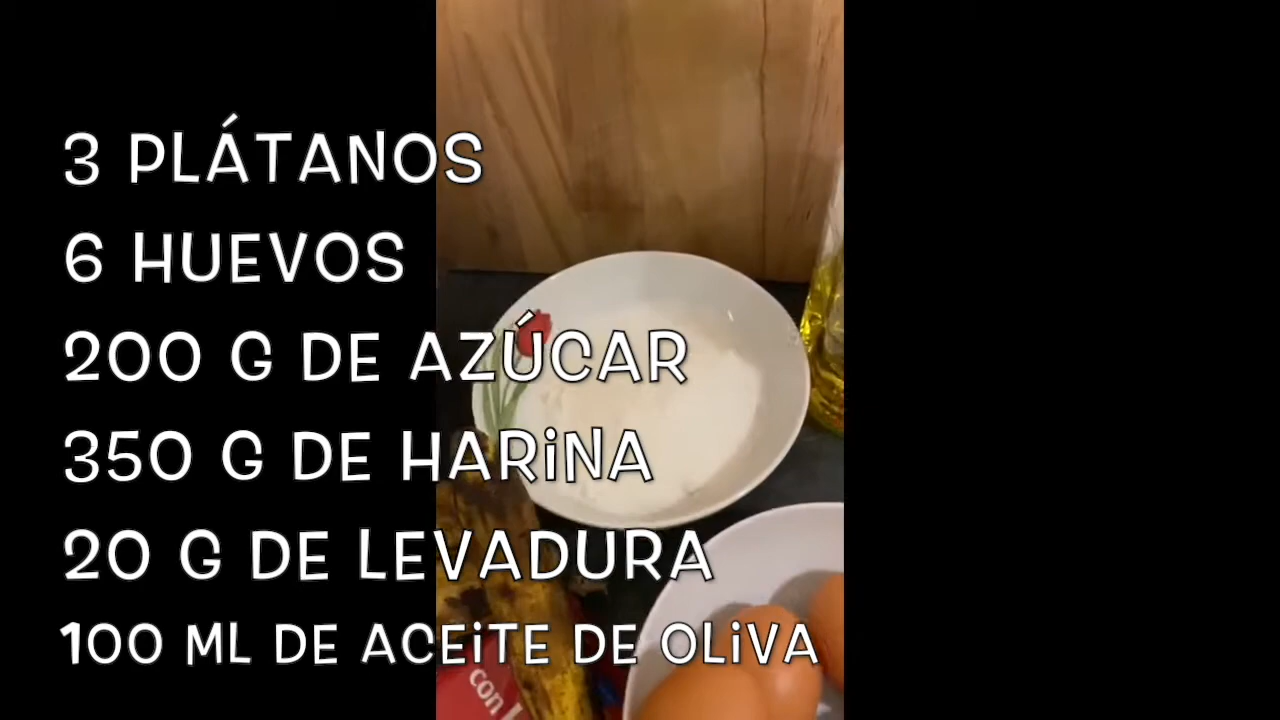 3 PLÁTANOS
6 HUEVOS
200 G DE AZÚCAR
350 G DE HARINA
20 G DE LEVADURA
100 ML DE ACEITE DE OLIVA
con